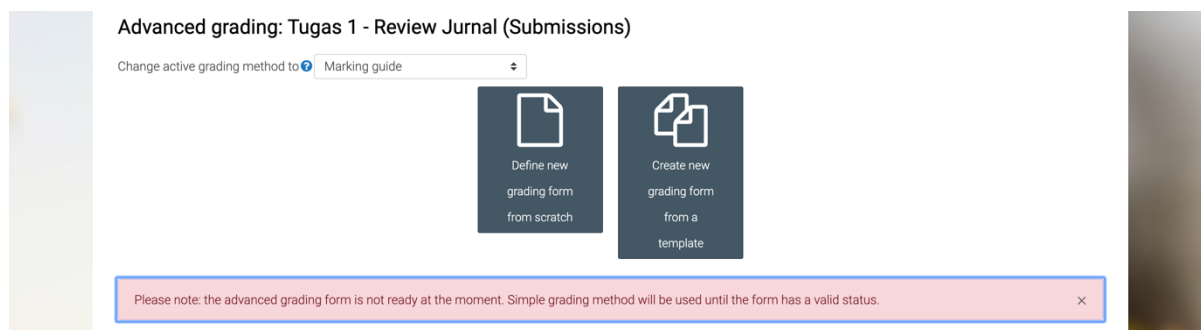 Advanced grading: Tugas 1 - Review Jurnal (Submissions)
Change active grading method to Marking guide
Define new
grading form
from scratch
Create new
grading form
from a
template
Please note: the advanced grading form is not ready at the moment. Simple grading method will be used until the form has a valid status. ×